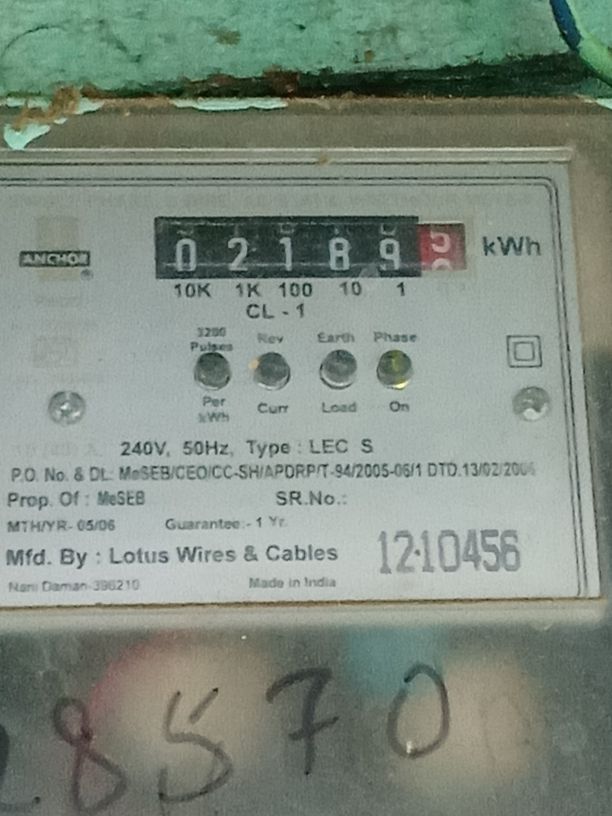 ANCHOR
0 2 1 8 9 kWh
10K 1K 100 10 1
CL - 1
3200 Pulses Per kWh
Rev Curr
Earth Load
Phase On
240V, 50Hz, Type : LEC S
P.O. No. & DL: MeSEB/CEO/CC-SH/APDRP/T-94/2005-06/1 DTD.13/02/2006
Prop. Of : MeSEB SR.No.:
MTH/YR- 05/06 Guarantee:- 1 Yr.
Mfd. By : Lotus Wires & Cables 12·10456
Nani Daman-396210 Made in India
28570